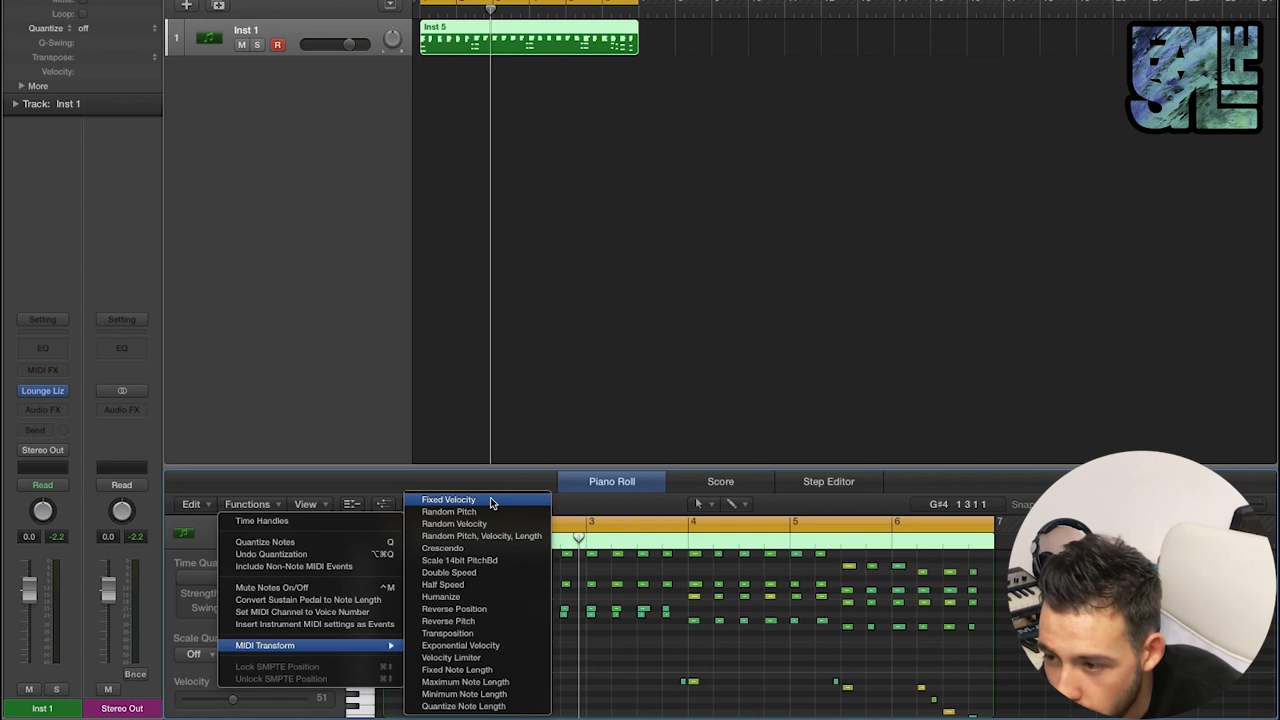 Quantize off
Q-Swing:
Transpose:
Velocity:
More
Track: Inst 1
1
Inst 1
M S R
Inst 5
Setting
Setting
EQ
EQ
MIDI FX
Lounge Liz
Audio FX
Audio FX
Send
Stereo Out
Read
Read
0.0 -2.2
0.0 -2.2
Bnce
M S
M
Inst 1
Stereo Out
Piano Roll
Score
Step Editor
Edit
Functions
View
G#4 1 3 1 1
Snap
3 4 5 6 7
Time Qua
Strength
Swing
Scale Qua
Off
Velocity
51
Time Handles
Quantize Notes Q
Undo Quantization ⌥⌘Q
Include Non-Note MIDI Events
Mute Notes On/Off ^M
Convert Sustain Pedal to Note Length
Set MIDI Channel to Voice Number
Insert Instrument MIDI settings as Events
MIDI Transform
Lock SMPTE Position
Unlock SMPTE Position
Fixed Velocity
Random Pitch
Random Velocity
Random Pitch, Velocity, Length
Crescendo
Scale 14bit PitchBd
Double Speed
Half Speed
Humanize
Reverse Position
Reverse Pitch
Transposition
Exponential Velocity
Velocity Limiter
Fixed Note Length
Maximum Note Length
Minimum Note Length
Quantize Note Length